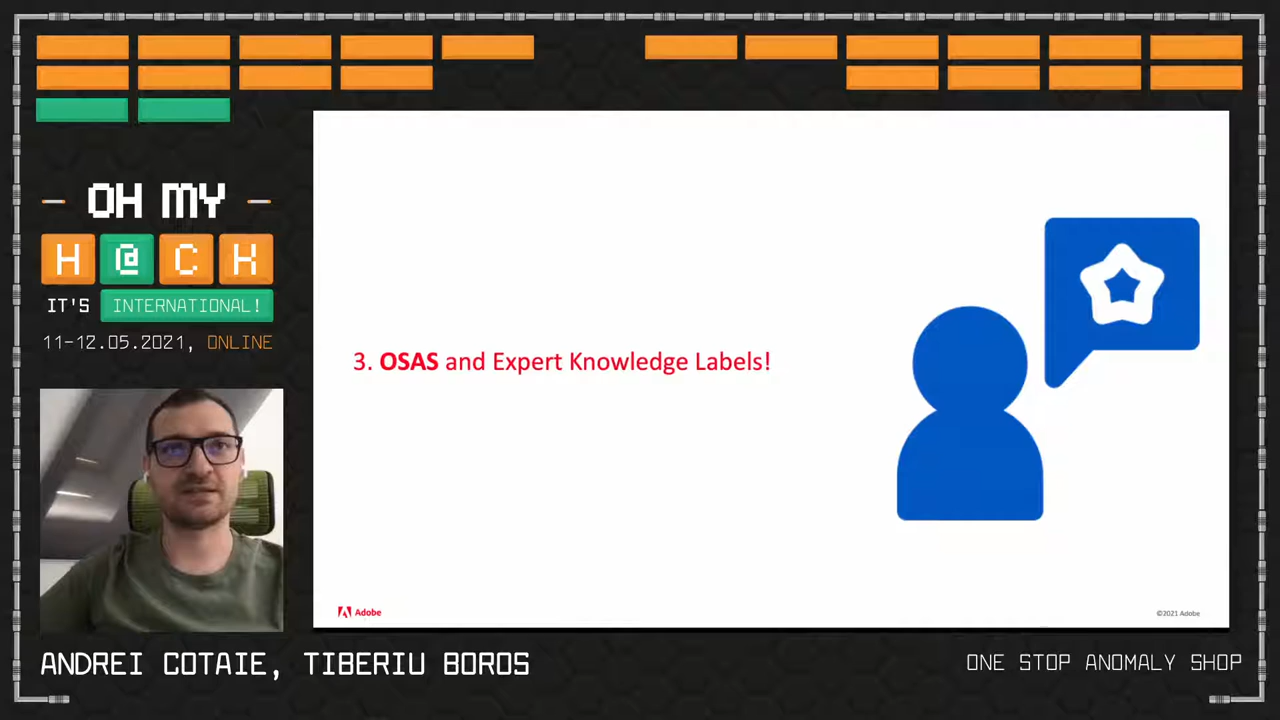 OH MY
H@CK
IT'S INTERNATIONAL!
11-12.05.2021, ONLINE
3. OSAS and Expert Knowledge Labels!
Adobe
©2021 Adobe
ANDREI COTAIE, TIBERIU BOROS
ONE STOP ANOMALY SHOP